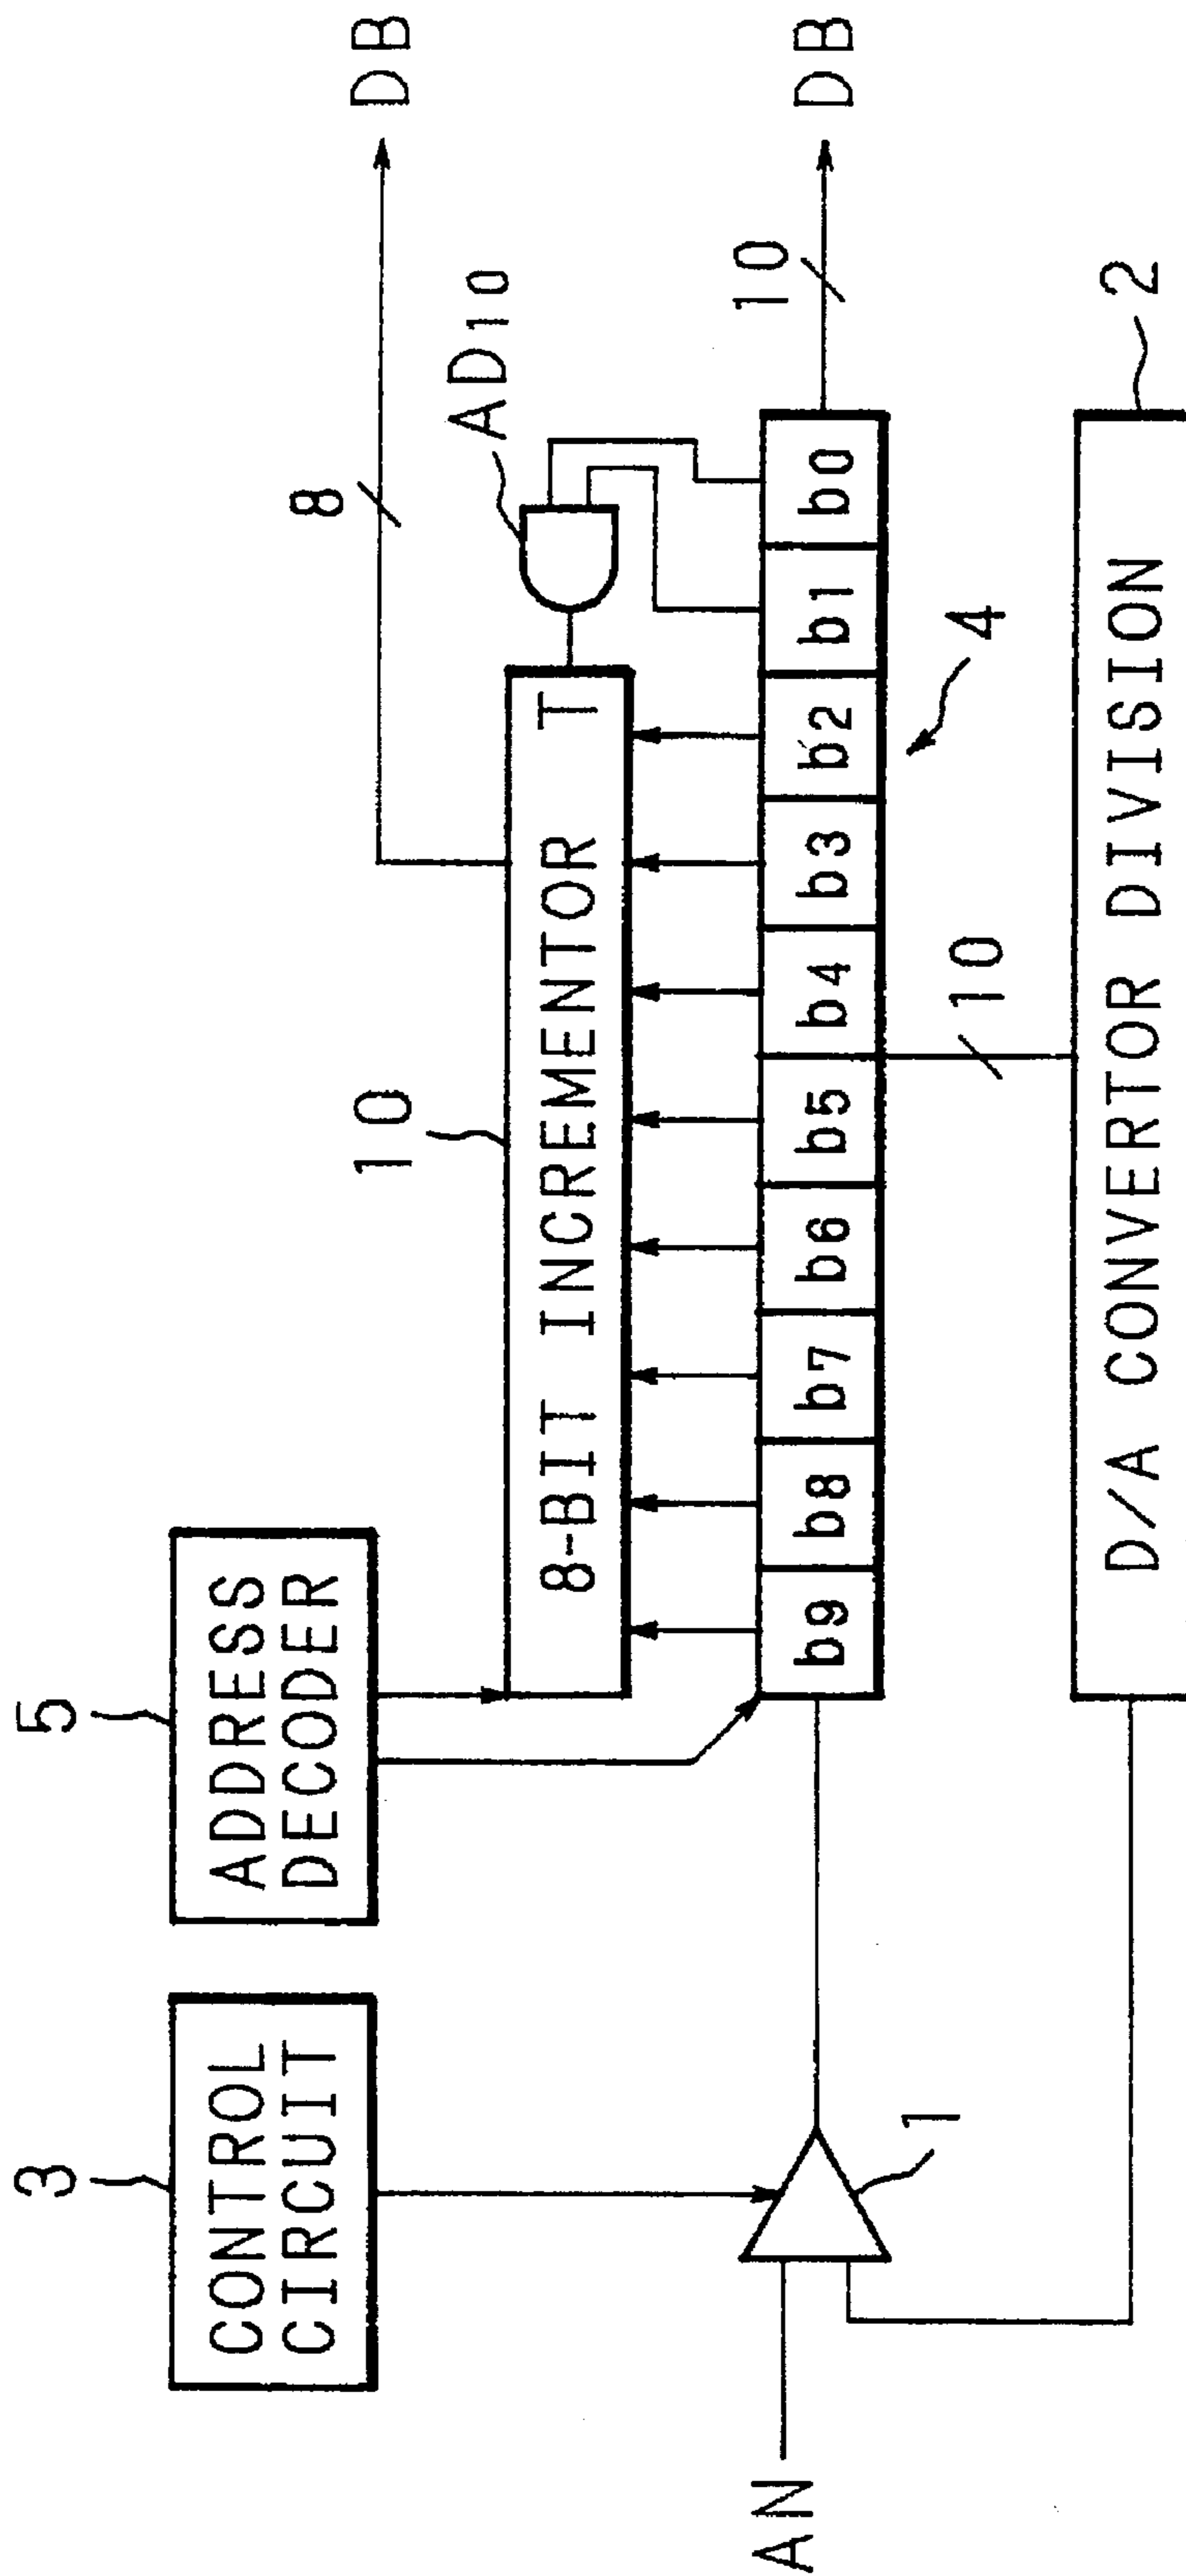 3
CONTROL
CIRCUIT
5
ADDRESS
DECODER
8
DB
10
8-BIT INCREMENTOR T
AD10
AN
1
b9 b8 b7 b6 b5 b4 b3 b2 b1 b0
10
DB
4
10
D/A CONVERTOR DIVISION
2